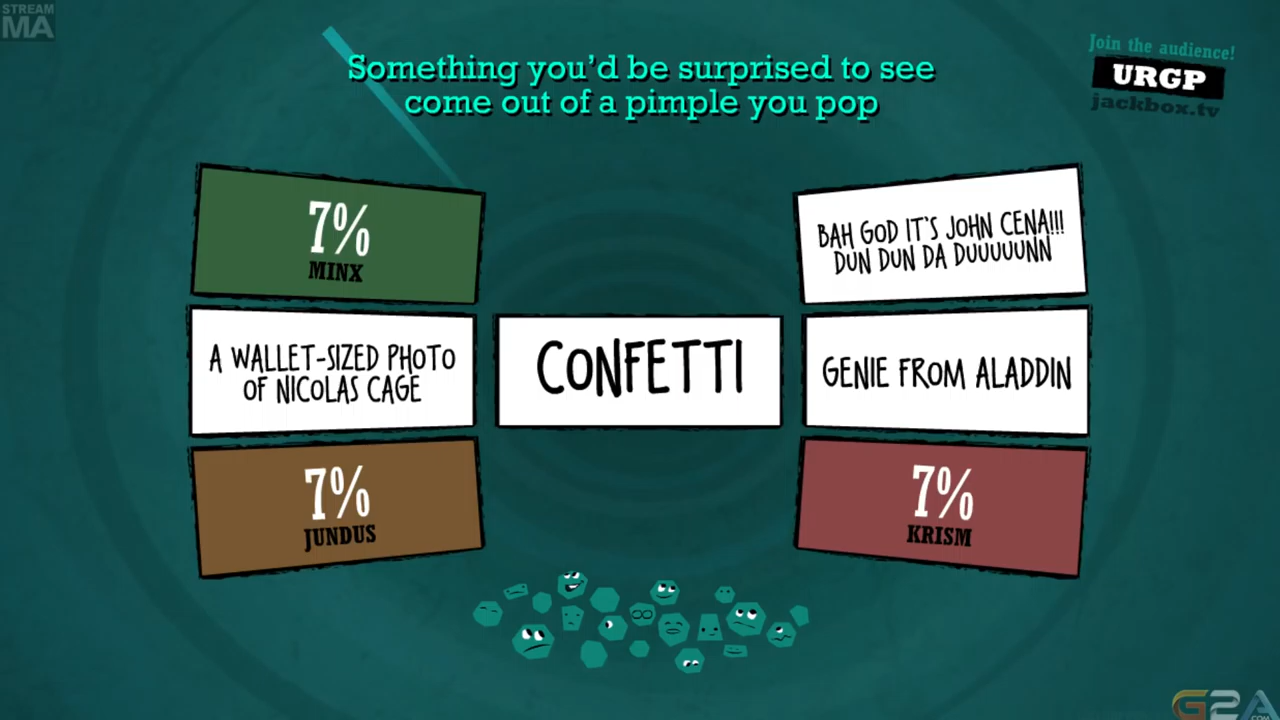 STREAM
MA
Something you'd be surprised to see
come out of a pimple you pop
Join the audience!
URGP
jackbox.tv
7%
MINX
BAH GOD IT'S JOHN CENA!!!
DUN DUN DA DUUUUUNN
A WALLET-SIZED PHOTO
OF NICOLAS CAGE
CONFETTI
GENIE FROM ALADDIN
7%
JUNDUS
7%
KRISM
G2A
.COM